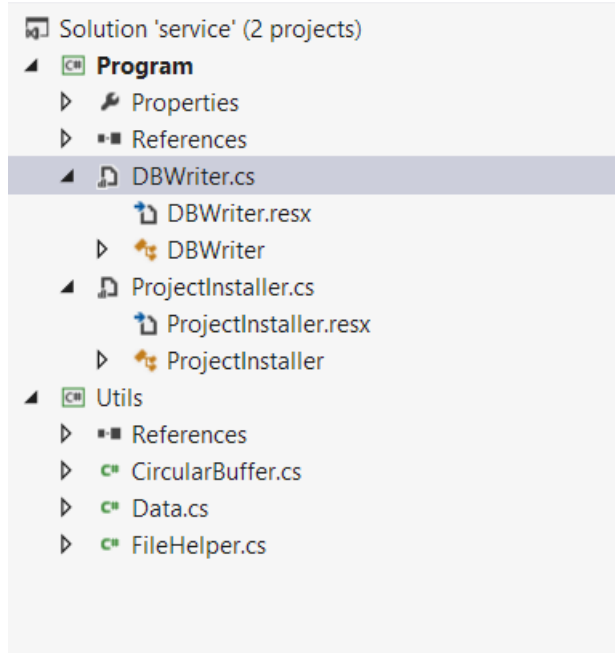 Solution 'service' (2 projects)
C# Program
Properties
References
DBWriter.cs
DBWriter.resx
DBWriter
ProjectInstaller.cs
ProjectInstaller.resx
ProjectInstaller
C# Utils
References
C# CircularBuffer.cs
C# Data.cs
C# FileHelper.cs